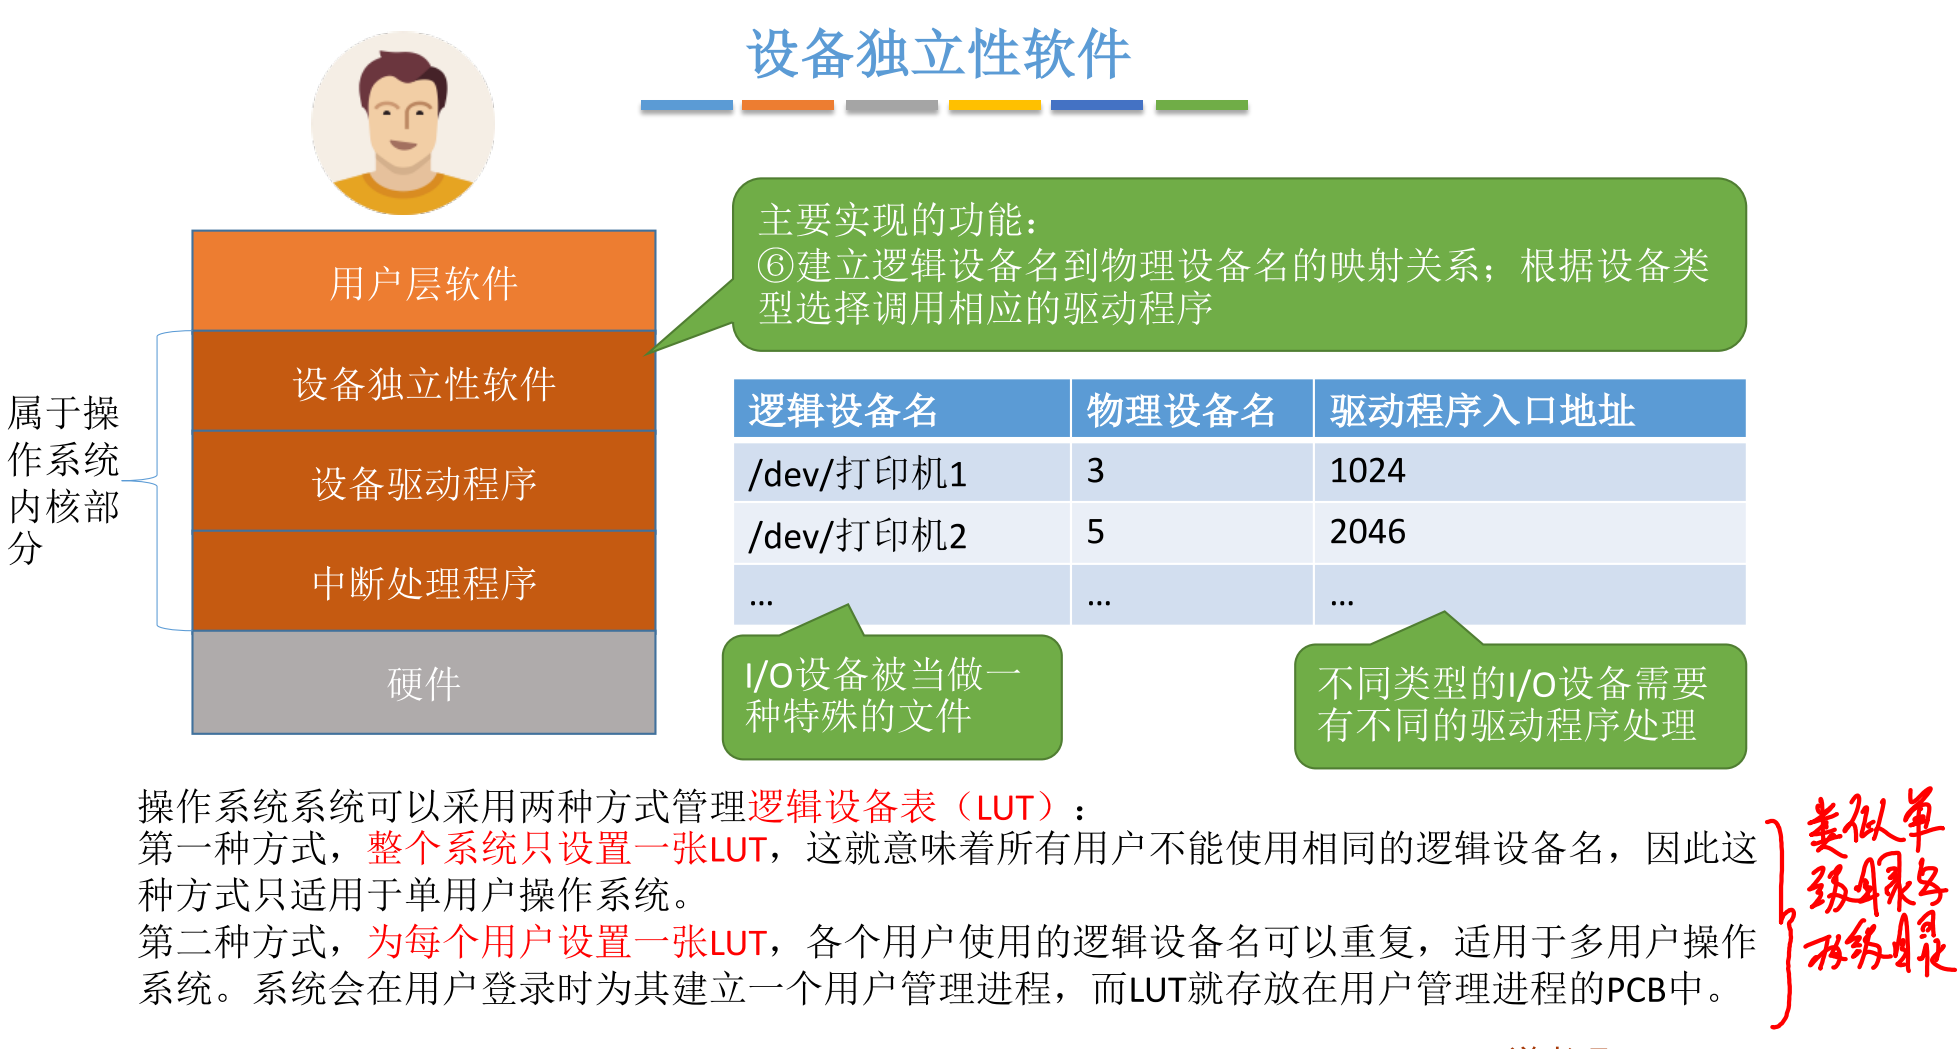 设备独立性软件
主要实现的功能：
⑥建立逻辑设备名到物理设备名的映射关系；根据设备类
型选择调用相应的驱动程序
用户层软件
设备独立性软件
设备驱动程序
中断处理程序
硬件
属于操
作系统
内核部
分
逻辑设备名 物理设备名 驱动程序入口地址
/dev/打印机1 3 1024
/dev/打印机2 5 2046
... ... ...
I/O设备被当做一
种特殊的文件
不同类型的I/O设备需要
有不同的驱动程序处理
操作系统系统可以采用两种方式管理逻辑设备表（LUT）：
第一种方式，整个系统只设置一张LUT，这就意味着所有用户不能使用相同的逻辑设备名，因此这
种方式只适用于单用户操作系统。
第二种方式，为每个用户设置一张LUT，各个用户使用的逻辑设备名可以重复，适用于多用户操作
系统。系统会在用户登录时为其建立一个用户管理进程，而LUT就存放在用户管理进程的PCB中。
类似单
级目录与
级目录